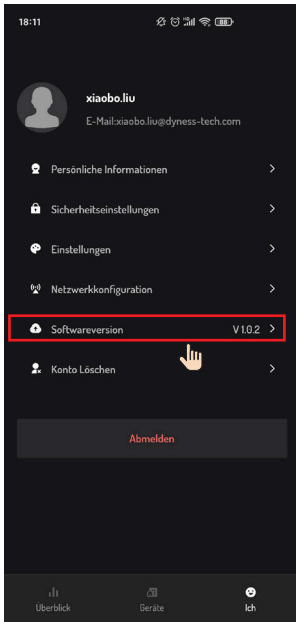 18:11
88
xiaobo.liu
E-Mail:xiaobo.liu@dyness-tech.com
Persönliche Informationen
Sicherheitseinstellungen
Einstellungen
Netzwerkkonfiguration
Softwareversion V 1.0.2
Konto Löschen
Abmelden
Überblick Geräte Ich